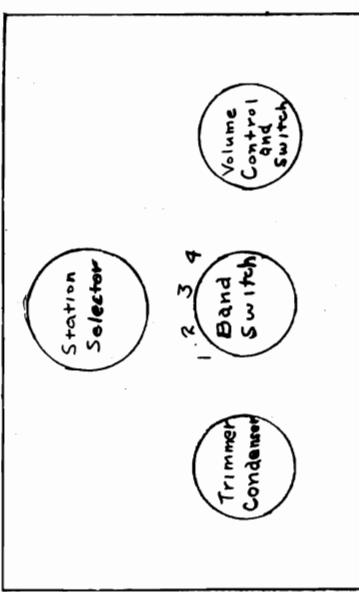 Station
Selector
1 2 3 4
Trimmer
Condenser
Band
Switch
Volume
Control
and
Switch